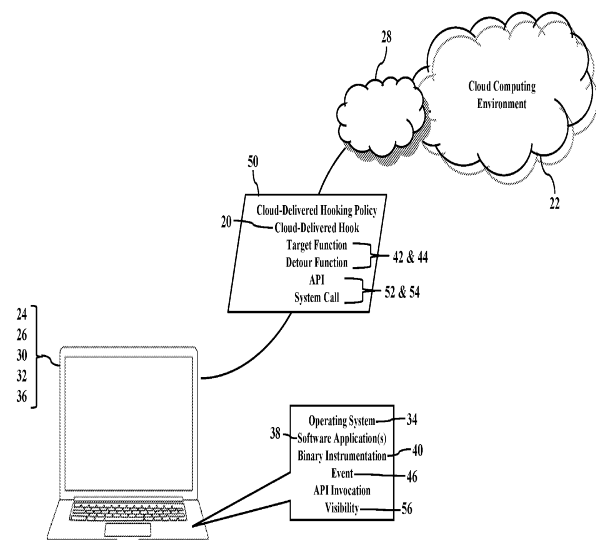 28
Cloud Computing
Environment
22
50
Cloud-Delivered Hooking Policy
20
Cloud-Delivered Hook
Target Function
Detour Function
42 & 44
API
System Call
52 & 54
24
26
30
32
36
Operating System
34
38
Software Application(s)
Binary Instrumentation
40
Event
46
API Invocation
Visibility
56